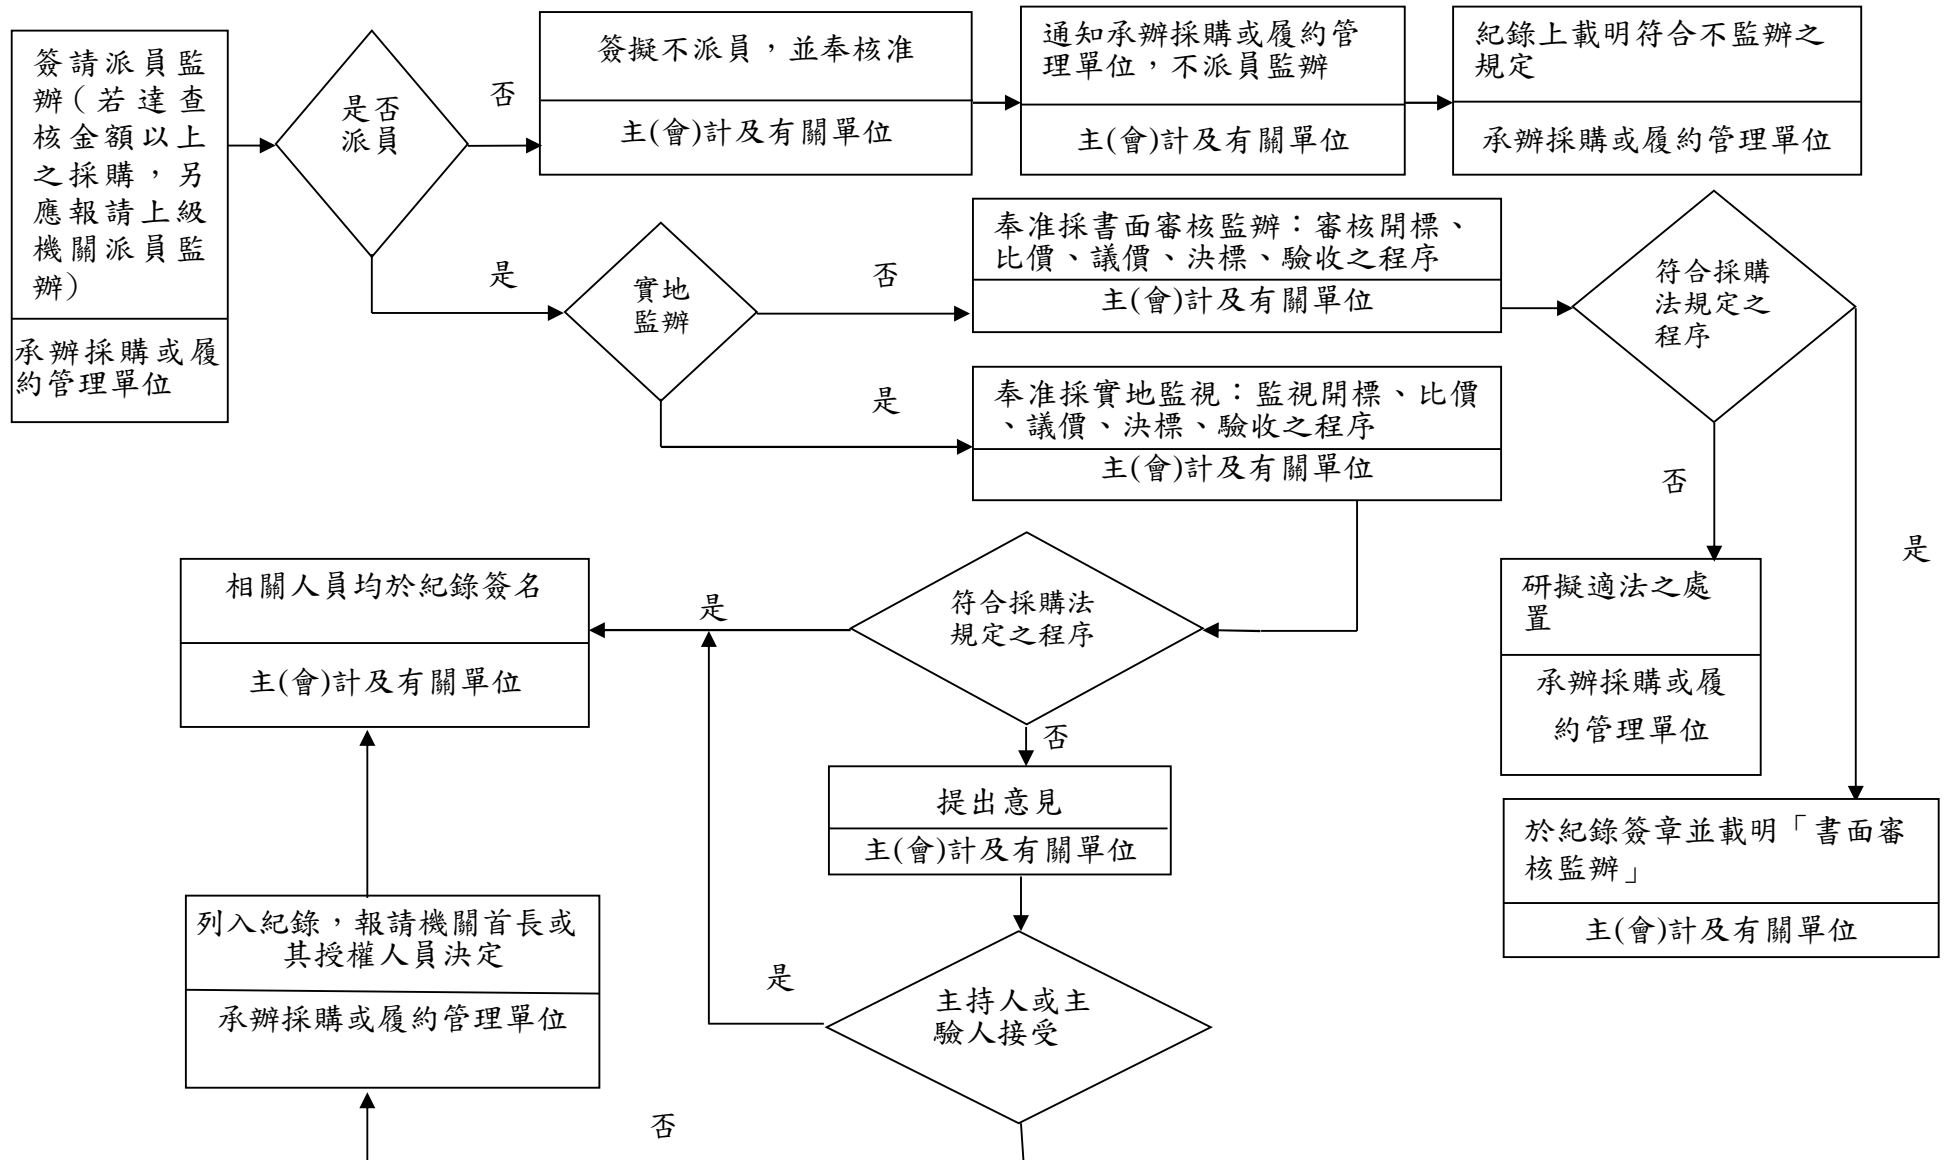 簽請派員監
辦（若達查
核金額以上
之採購，另
應報請上級
機關派員監
辦）
承辦採購或履
約管理單位
是否
派員
否
簽擬不派員，並奉核准
主(會)計及有關單位
通知承辦採購或履約管
理單位，不派員監辦
主(會)計及有關單位
紀錄上載明符合不監辦之
規定
承辦採購或履約管理單位
是
實地
監辦
否
奉准採書面審核監辦：審核開標、
比價、議價、決標、驗收之程序
主(會)計及有關單位
符合採購
法規定之
程序
是
奉准採實地監視：監視開標、比價
、議價、決標、驗收之程序
主(會)計及有關單位
否
是
相關人員均於紀錄簽名
主(會)計及有關單位
是
符合採購法
規定之程序
研擬適法之處
置
承辦採購或履
約管理單位
否
提出意見
主(會)計及有關單位
於紀錄簽章並載明「書面審
核監辦」
主(會)計及有關單位
列入紀錄，報請機關首長或
其授權人員決定
承辦採購或履約管理單位
是
主持人或主
驗人接受
否